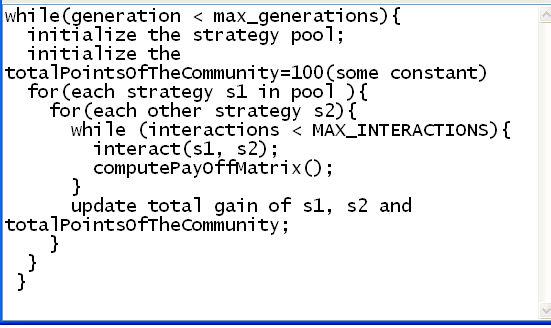 while(generation < max_generations){
initialize the strategy pool;
initialize the
totalPointsOfTheCommunity=100(some constant)
for(each strategy s1 in pool ){
for(each other strategy s2){
while (interactions < MAX_INTERACTIONS){
interact(s1, s2);
computePayOffMatrix();
}
update total gain of s1, s2 and
totalPointsOfTheCommunity;
}
}
}